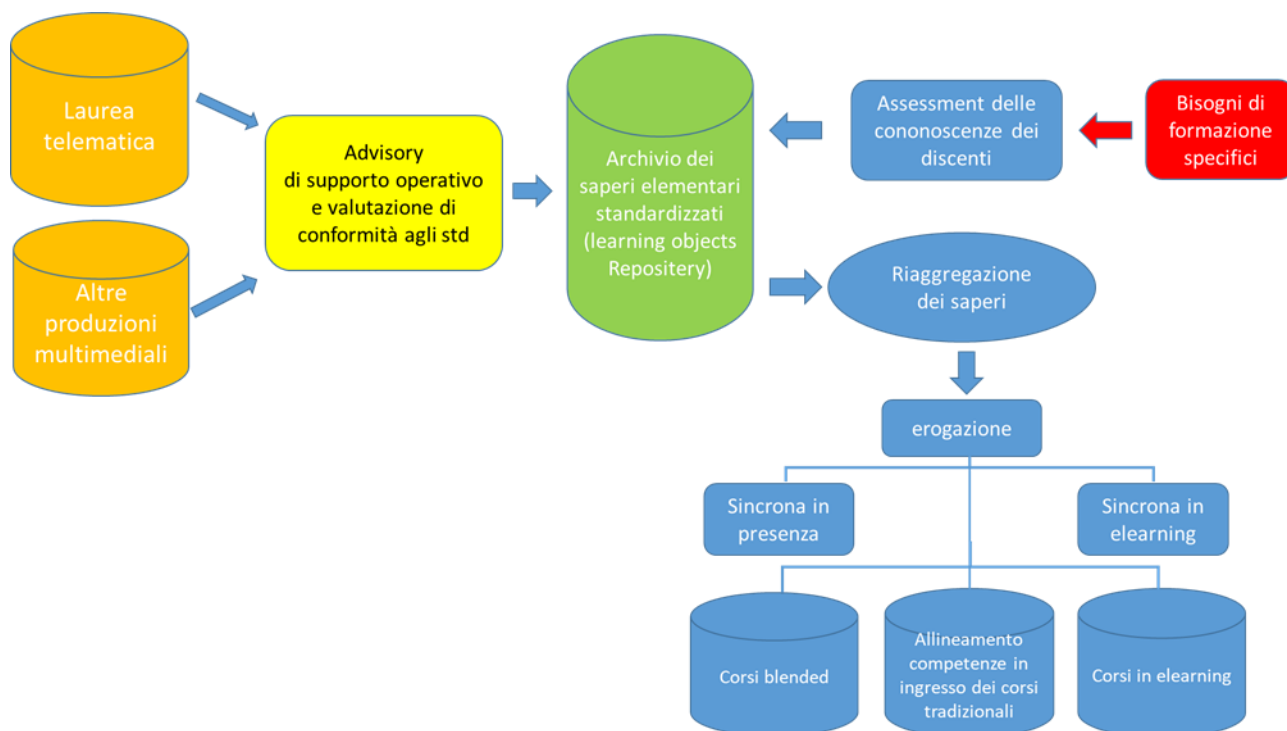 Laurea
telematica
Altre
produzioni
multimediali
Advisory
di supporto operativo
e valutazione di
conformità agli std
Archivio dei
saperi elementari
standardizzati
(learning objects
Repositery)
Assessment delle
cononoscenze dei
discenti
Bisogni di
formazione
specifici
Riaggregazione
dei saperi
erogazione
Sincrona in
presenza
Sincrona in
elearning
Corsi blended
Allineamento
competenze in
ingresso dei corsi
tradizionali
Corsi in elearning